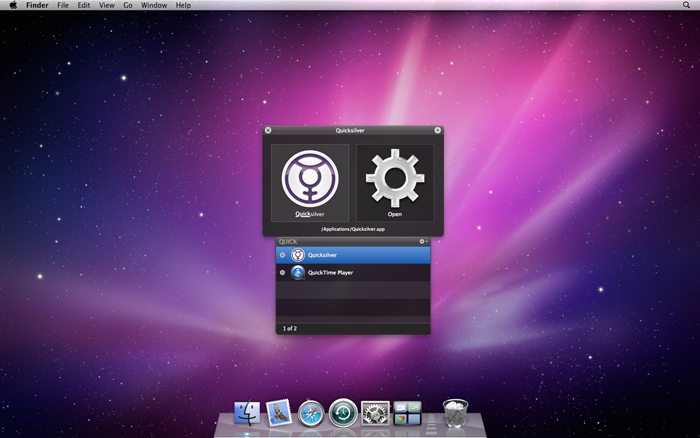 Finder File Edit View Go Window Help
Quicksilver
Quicksilver Open
/Applications/Quicksilver.app
QUICK
Quicksilver
QuickTime Player
1 of 2